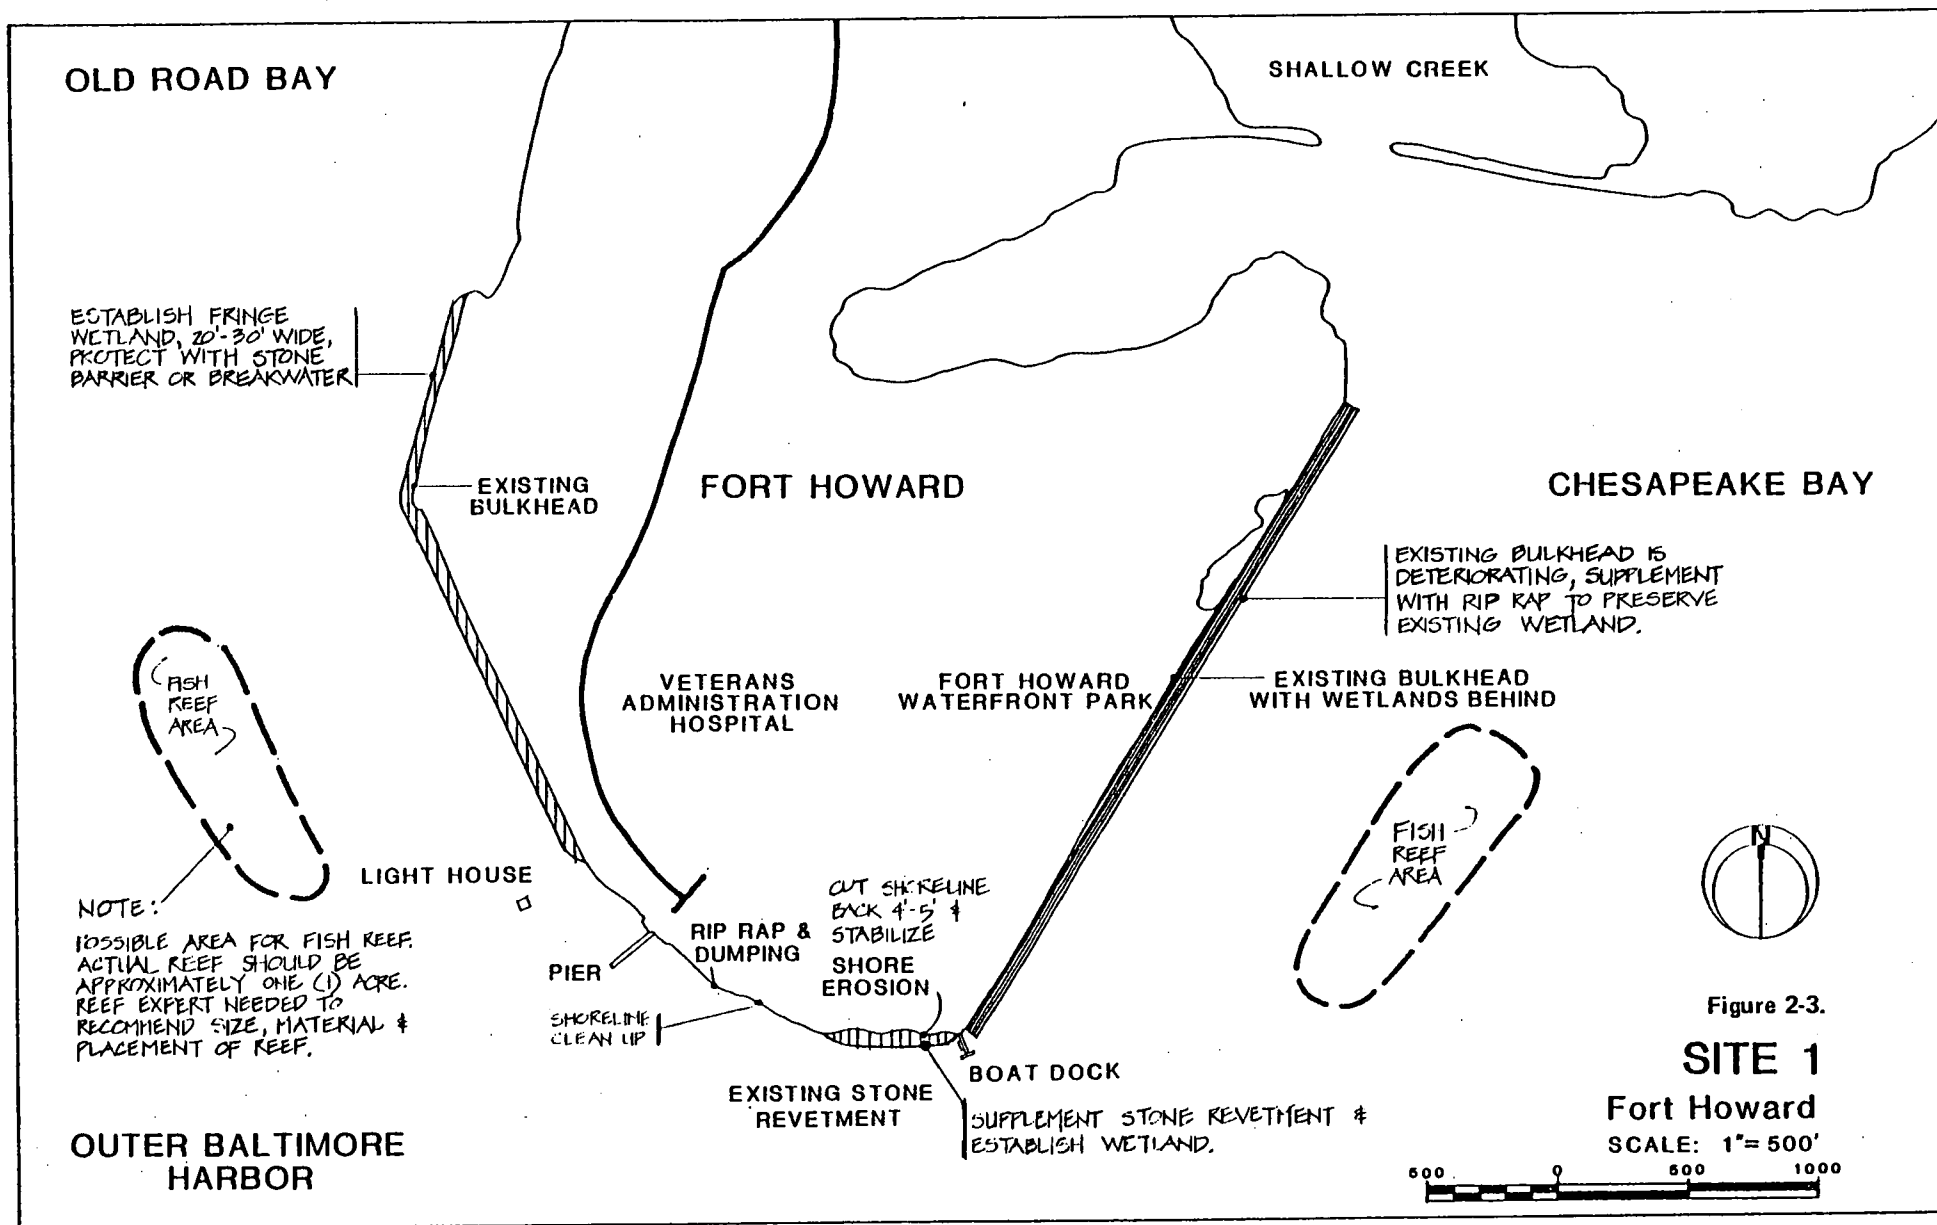 OLD ROAD BAY
SHALLOW CREEK
ESTABLISH FRINGE
WETLAND, 20'-30' WIDE,
PROTECT WITH STONE
BARRIER OR BREAKWATER
EXISTING
BULKHEAD
FORT HOWARD
CHESAPEAKE BAY
EXISTING BULKHEAD IS
DETERIORATING, SUPPLEMENT
WITH RIP RAP TO PRESERVE
EXISTING WETLAND.
FISH
REEF
AREA
VETERANS
ADMINISTRATION
HOSPITAL
FORT HOWARD
WATERFRONT PARK
EXISTING BULKHEAD
WITH WETLANDS BEHIND
FISH
REEF
AREA
N
LIGHT HOUSE
NOTE:
POSSIBLE AREA FOR FISH REEF.
ACTUAL REEF SHOULD BE
APPROXIMATELY ONE (1) ACRE.
REEF EXPERT NEEDED TO
RECOMMEND SIZE, MATERIAL &
PLACEMENT OF REEF.
PIER
RIP RAP &
DUMPING
CUT SHORELINE
BACK 4'-5' &
STABILIZE
SHORE
EROSION
SHORELINE
CLEAN UP
BOAT DOCK
EXISTING STONE
REVETMENT
SUPPLEMENT STONE REVETMENT &
ESTABLISH WETLAND.
OUTER BALTIMORE
HARBOR
Figure 2-3.
SITE 1
Fort Howard
SCALE: 1"= 500'
500 0 500 1000